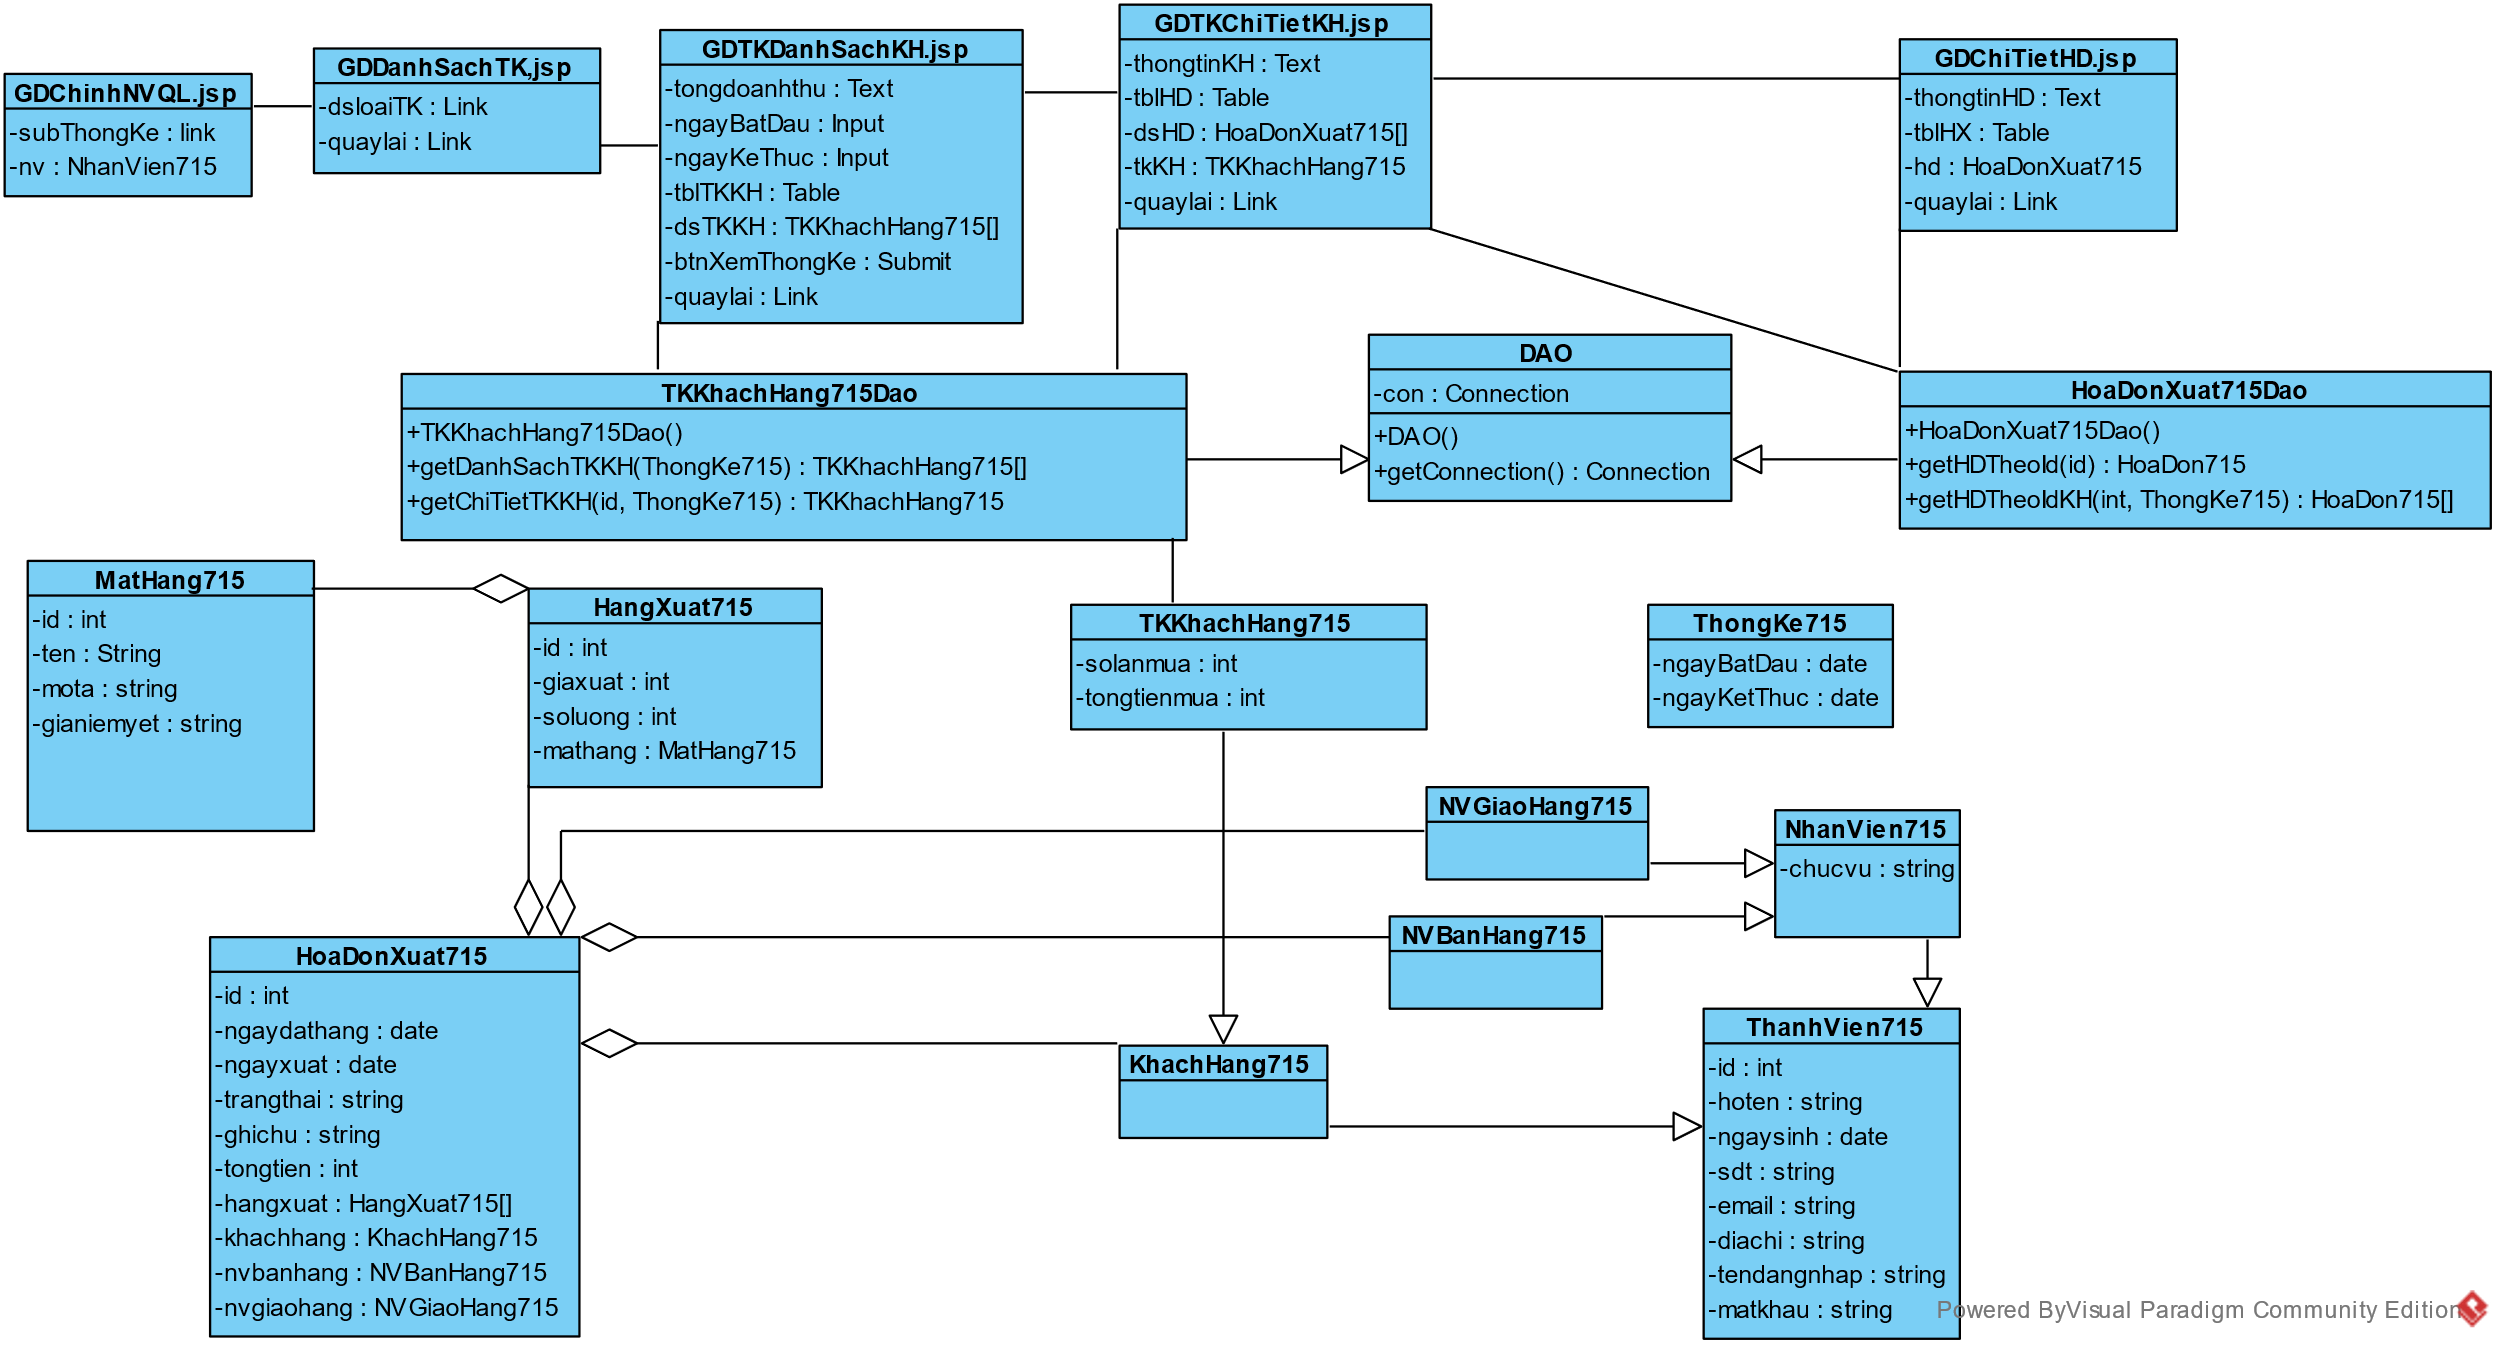 GDChinhNVQL.jsp
-subThongKe : link
-nv : NhanVien715
GDDanhSachTK,jsp
-dsloaiTK : Link
-quaylai : Link
GDTKDanhSachKH.jsp
-tongdoanhthu : Text
-ngayBatDau : Input
-ngayKeThuc : Input
-tblTKKH : Table
-dsTKKH : TKKhachHang715[]
-btnXemThongKe : Submit
-quaylai : Link
GDTKChiTietKH.jsp
-thongtinKH : Text
-tblHD : Table
-dsHD : HoaDonXuat715[]
-tkKH : TKKhachHang715
-quaylai : Link
GDChiTietHD.jsp
-thongtinHD : Text
-tblHX : Table
-hd : HoaDonXuat715
-quaylai : Link
TKKhachHang715Dao
+TKKhachHang715Dao()
+getDanhSachTKKH(ThongKe715) : TKKhachHang715[]
+getChiTietTKKH(id, ThongKe715) : TKKhachHang715
DAO
-con : Connection
+DAO()
+getConnection() : Connection
HoaDonXuat715Dao
+HoaDonXuat715Dao()
+getHDTheoId(id) : HoaDon715
+getHDTheoIdKH(int, ThongKe715) : HoaDon715[]
MatHang715
-id : int
-ten : String
-mota : string
-gianiemyet : string
HangXuat715
-id : int
-giaxuat : int
-soluong : int
-mathang : MatHang715
TKKhachHang715
-solanmua : int
-tongtienmua : int
ThongKe715
-ngayBatDau : date
-ngayKetThuc : date
NVGiaoHang715
NhanVien715
-chucvu : string
NVBanHang715
HoaDonXuat715
-id : int
-ngaydathang : date
-ngayxuat : date
-trangthai : string
-ghichu : string
-tongtien : int
-hangxuat : HangXuat715[]
-khachhang : KhachHang715
-nvbanhang : NVBanHang715
-nvgiaohang : NVGiaoHang715
KhachHang715
ThanhVien715
-id : int
-hoten : string
-ngaysinh : date
-sdt : string
-email : string
-diachi : string
-tendangnhap : string
-matkhau : string
Powered ByVisual Paradigm Community Edition